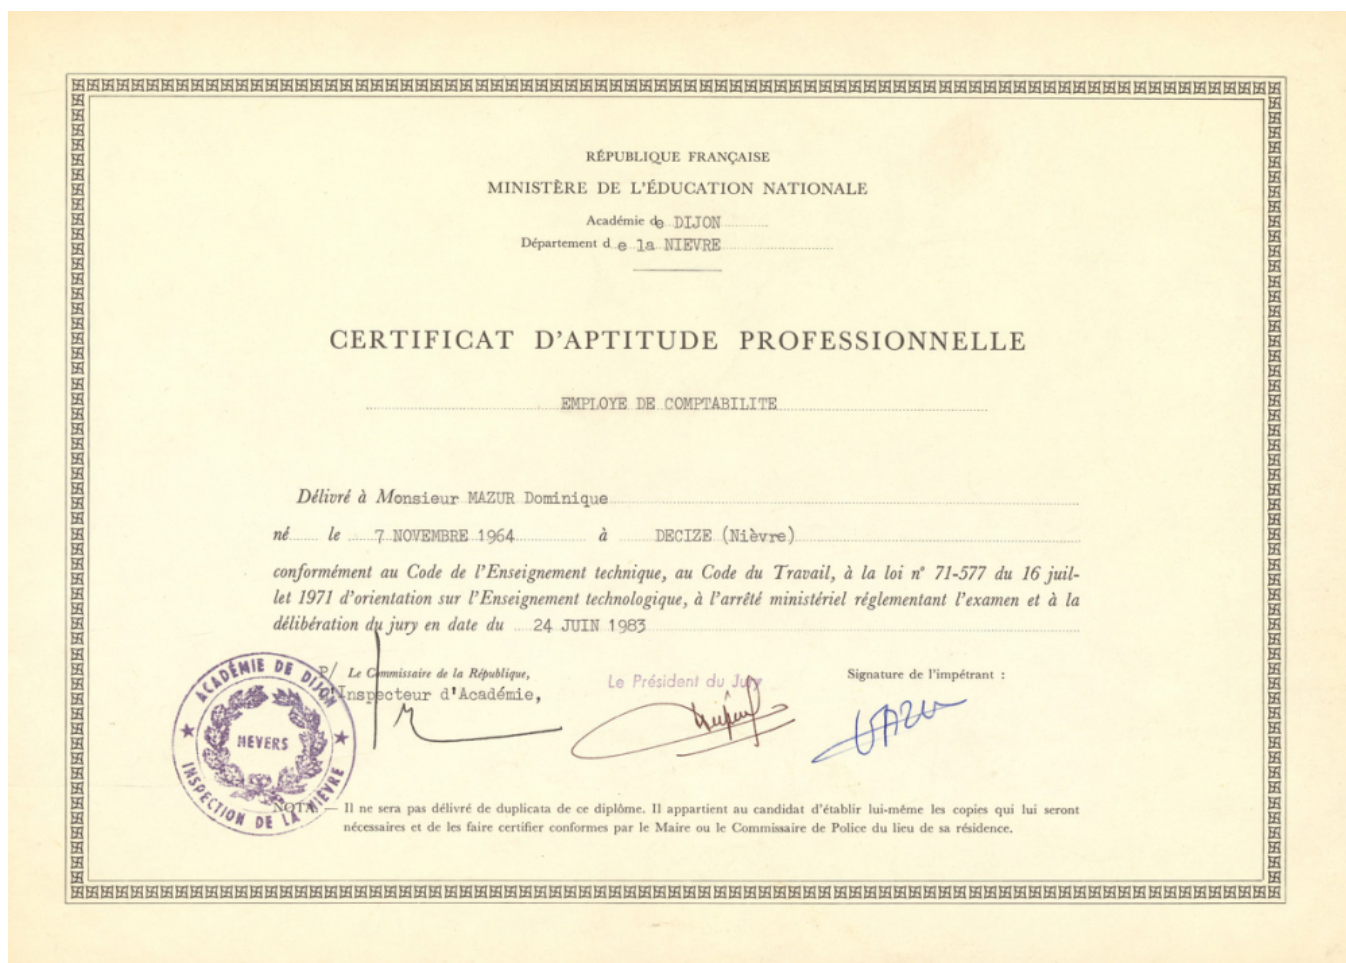 RÉPUBLIQUE FRANÇAISE
MINISTÈRE DE L'ÉDUCATION NATIONALE
Académie de DIJON
Département de la NIEVRE
CERTIFICAT D'APTITUDE PROFESSIONNELLE
EMPLOYE DE COMPTABILITE
Délivré à Monsieur MAZUR Dominique
né le 7 NOVEMBRE 1964 à DECIZE (Nièvre)
conformément au Code de l'Enseignement technique, au Code du Travail, à la loi n° 71-577 du 16 juil-
let 1971 d'orientation sur l'Enseignement technologique, à l'arrêté ministériel réglementant l'examen et à la
délibération du jury en date du 24 JUIN 1983
P/ Le Commissaire de la République,
l'Inspecteur d'Académie,
Le Président du Jury
Signature de l'impétrant :
MAZUR
ACADÉMIE DE DIJON
NEVERS
INSPECTION DE LA NIEVRE
NOTA. — Il ne sera pas délivré de duplicata de ce diplôme. Il appartient au candidat d'établir lui-même les copies qui lui seront
nécessaires et de les faire certifier conformes par le Maire ou le Commissaire de Police du lieu de sa résidence.